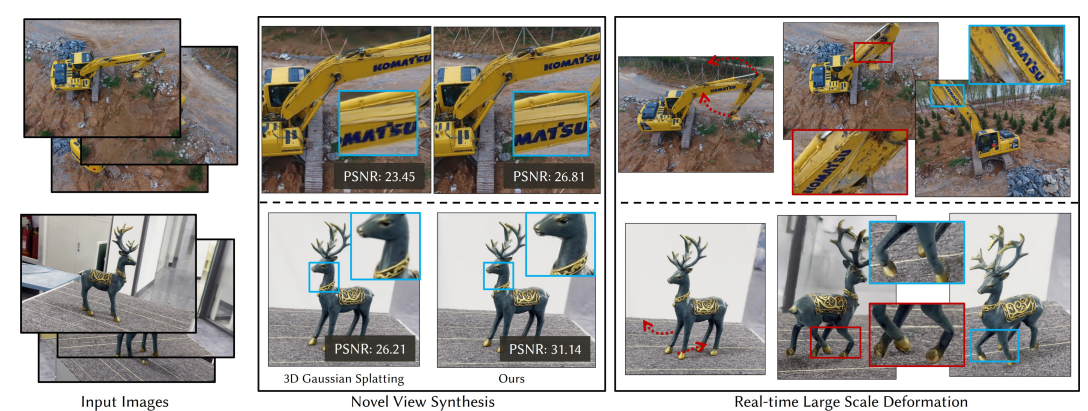 KOMATSU
MATSU
PSNR: 23.45
KOMATSU
MATSU
PSNR: 26.81
KOMATSU
KOMATSU
KOMATSU
PSNR: 26.21
PSNR: 31.14
3D Gaussian Splatting
Ours
Input Images
Novel View Synthesis
Real-time Large Scale Deformation